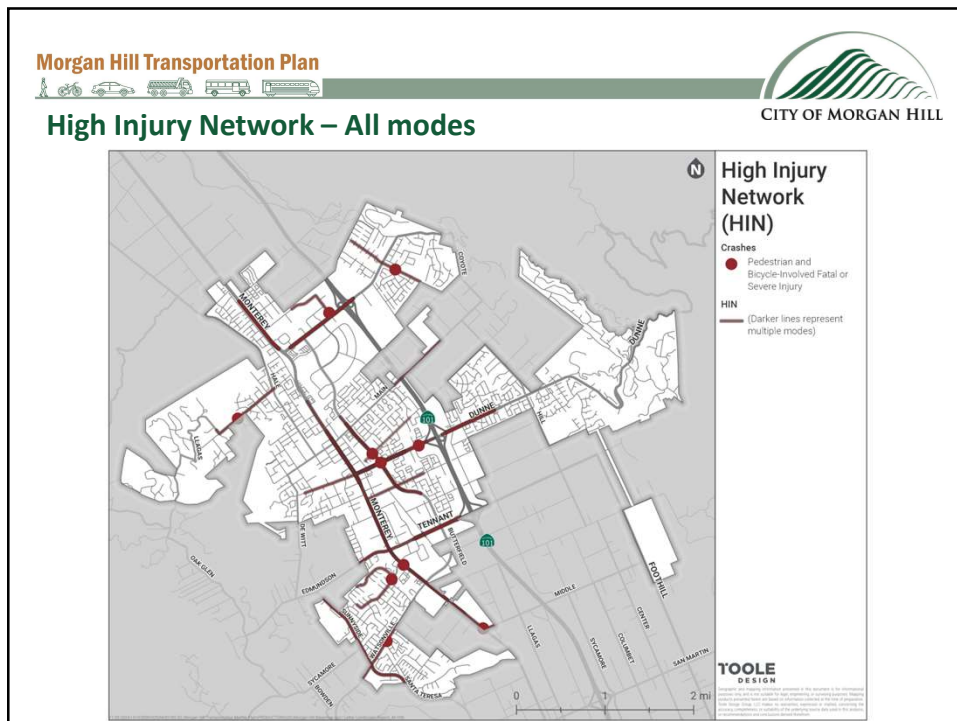 Morgan Hill Transportation Plan
CITY OF MORGAN HILL
High Injury Network – All modes
N
High Injury
Network
(HIN)
Crashes
Pedestrian and
Bicycle-Involved Fatal or
Severe Injury
HIN
(Darker lines represent
multiple modes)
COYOTE
MONTEREY
DUNNE
HALE
MAIN
101
DUNNE
HILL
LLAGAS
MONTEREY
TENNANT
DE WITT
BUTTERFIELD
101
OAK GLEN
EDMUNDSON
MIDDLE
FOOTHILL
SUNNYSIDE
WATSONVILLE
CENTER
LLAGAS
SYCAMORE
COLUMBET
SAN MARTIN
SYCAMORE
BOWDEN
SANTA TERESA
0 1 2 mi
TOOLE
DESIGN